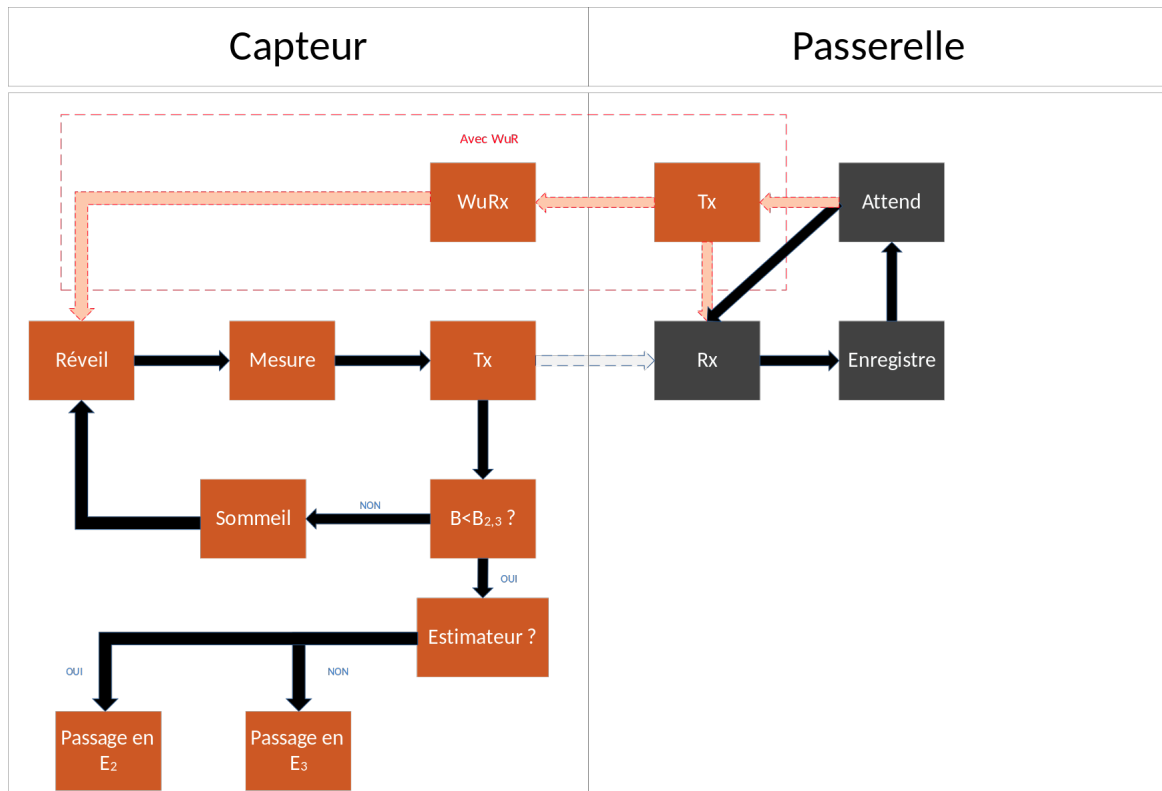 Capteur
Passerelle
Avec WuR
WuRx
Tx
Attend
Réveil
Mesure
Tx
Rx
Enregistre
Sommeil
NON
B<B2,3 ?
OUI
Estimateur ?
OUI
NON
Passage en
E2
Passage en
E3